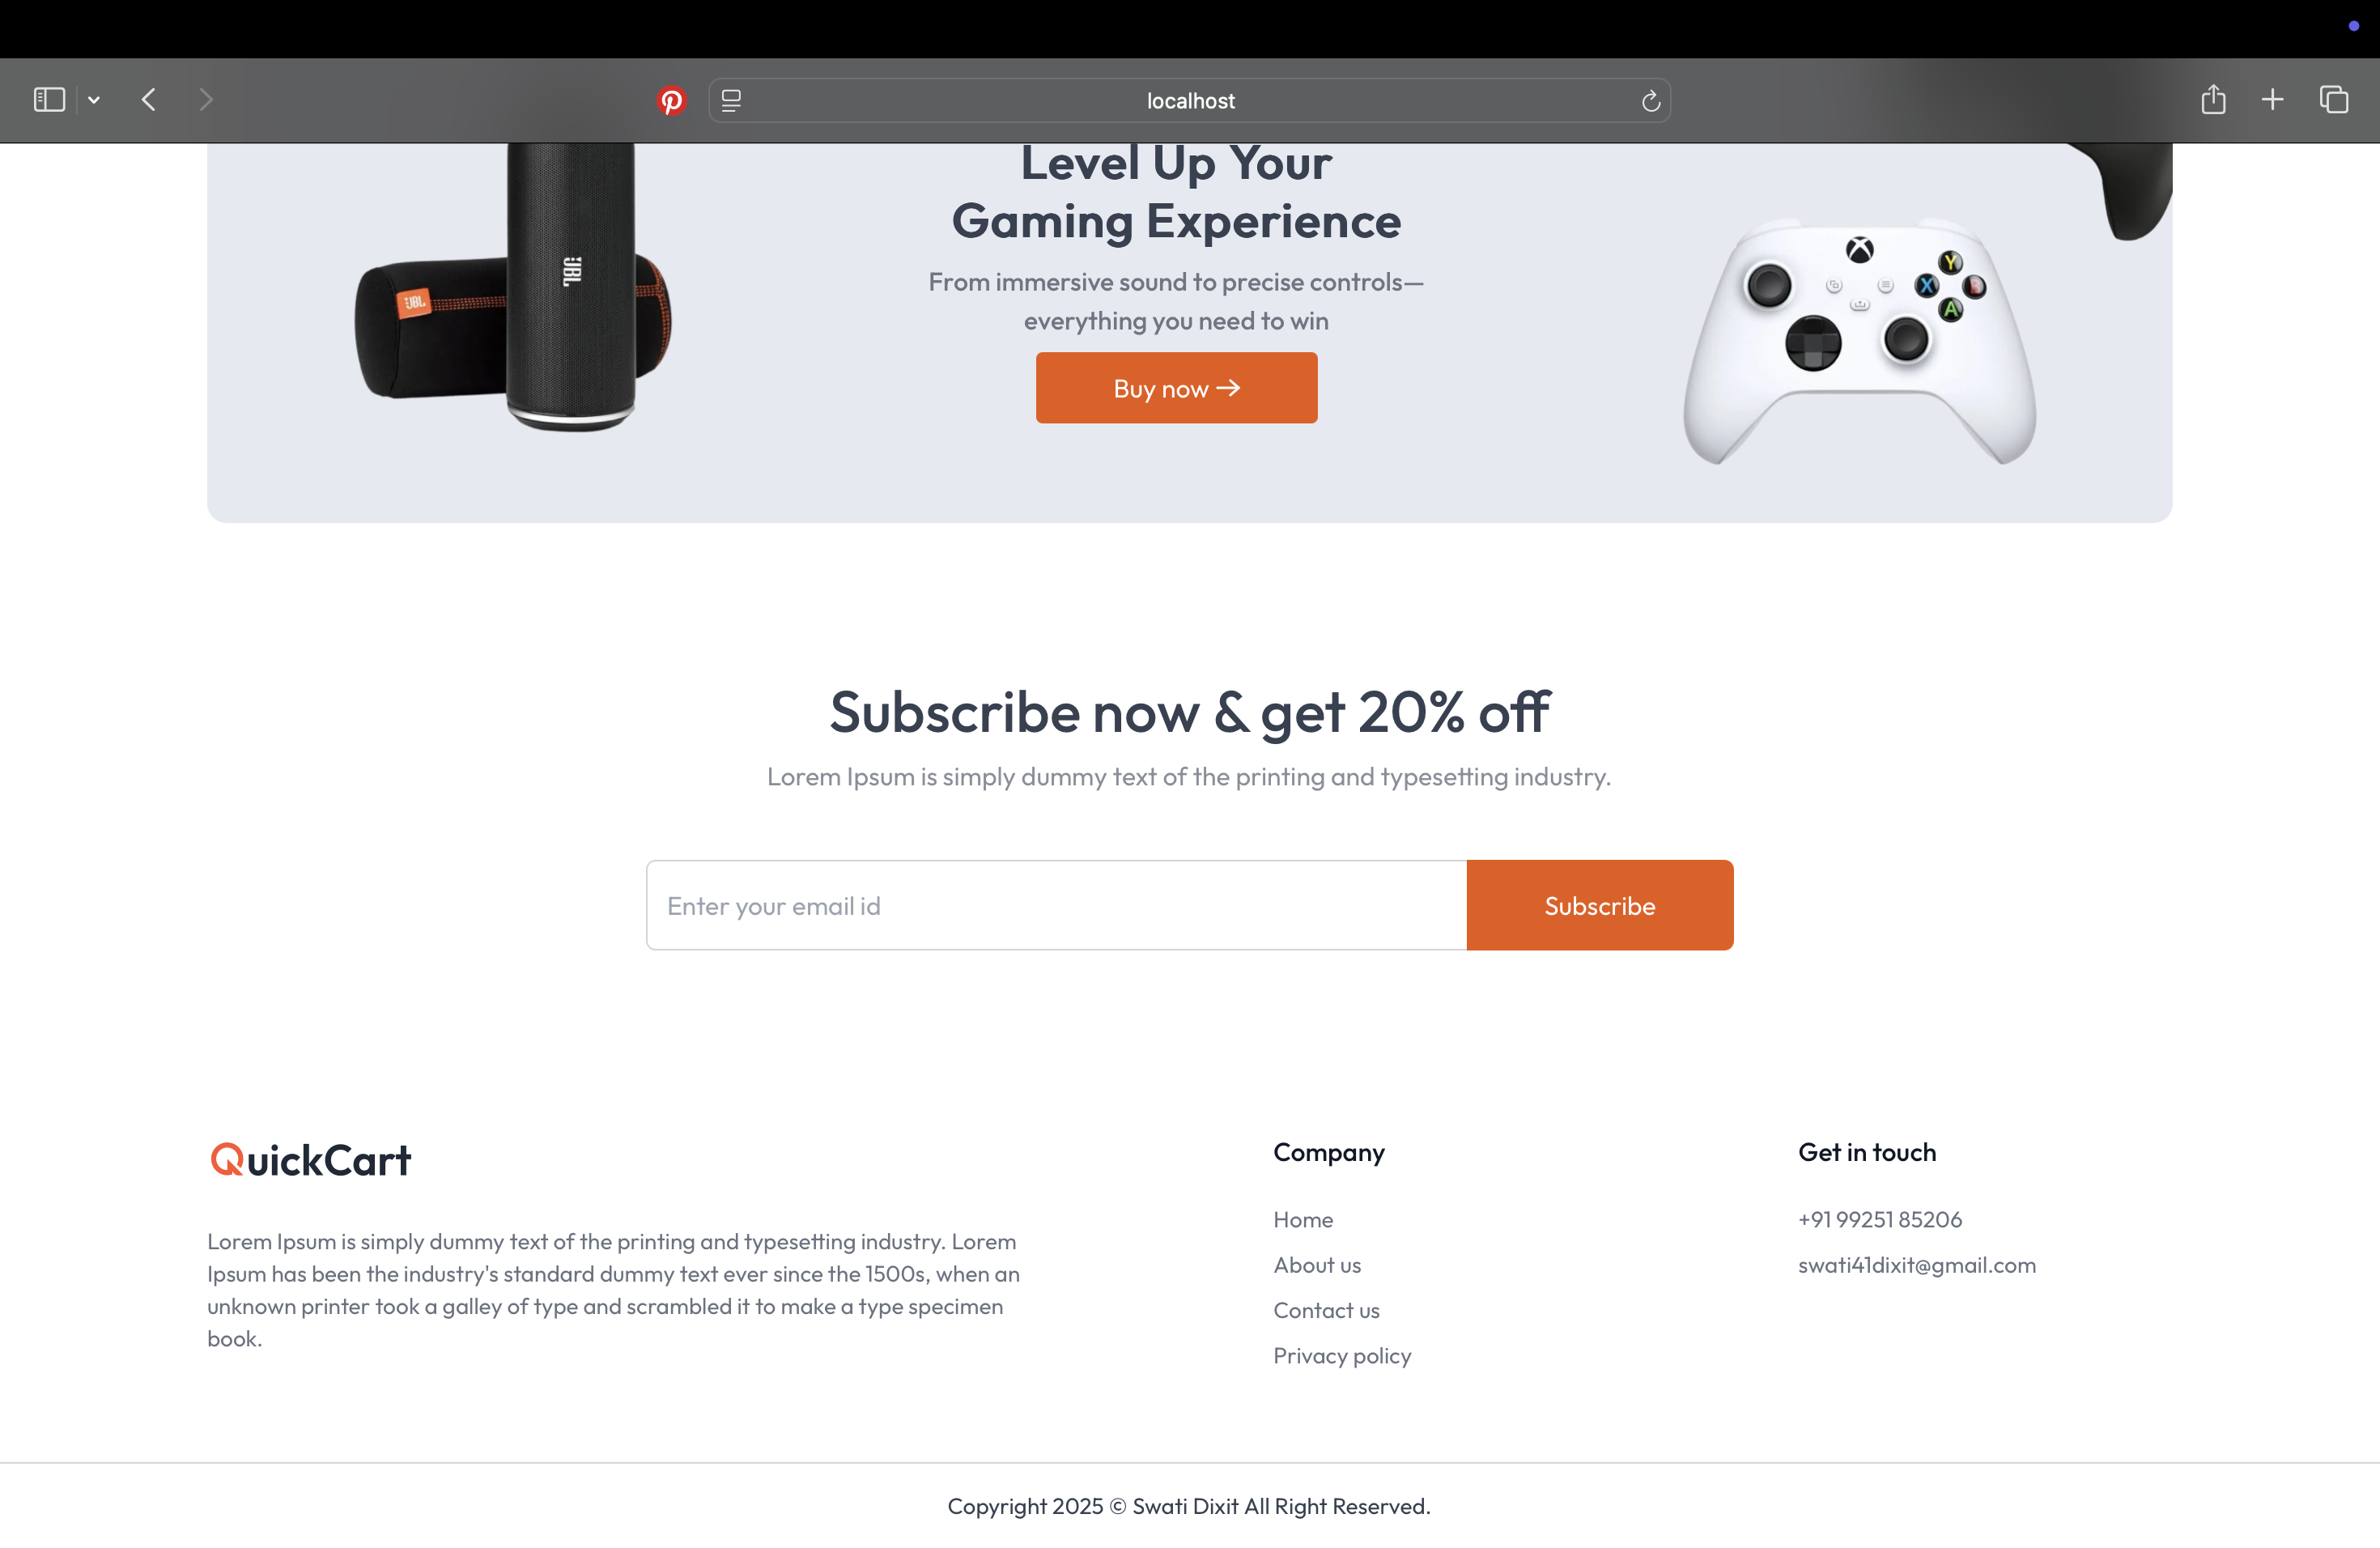 localhost
Level Up Your
Gaming Experience
From immersive sound to precise controls—
everything you need to win
Buy now →
JBL
JBL
X
Y
B
A
Subscribe now & get 20% off
Lorem Ipsum is simply dummy text of the printing and typesetting industry.
Enter your email id
Subscribe
QuickCart
Lorem Ipsum is simply dummy text of the printing and typesetting industry. Lorem
Ipsum has been the industry's standard dummy text ever since the 1500s, when an
unknown printer took a galley of type and scrambled it to make a type specimen
book.
Company
Home
About us
Contact us
Privacy policy
Get in touch
+91 99251 85206
swati41dixit@gmail.com
Copyright 2025 © Swati Dixit All Right Reserved.